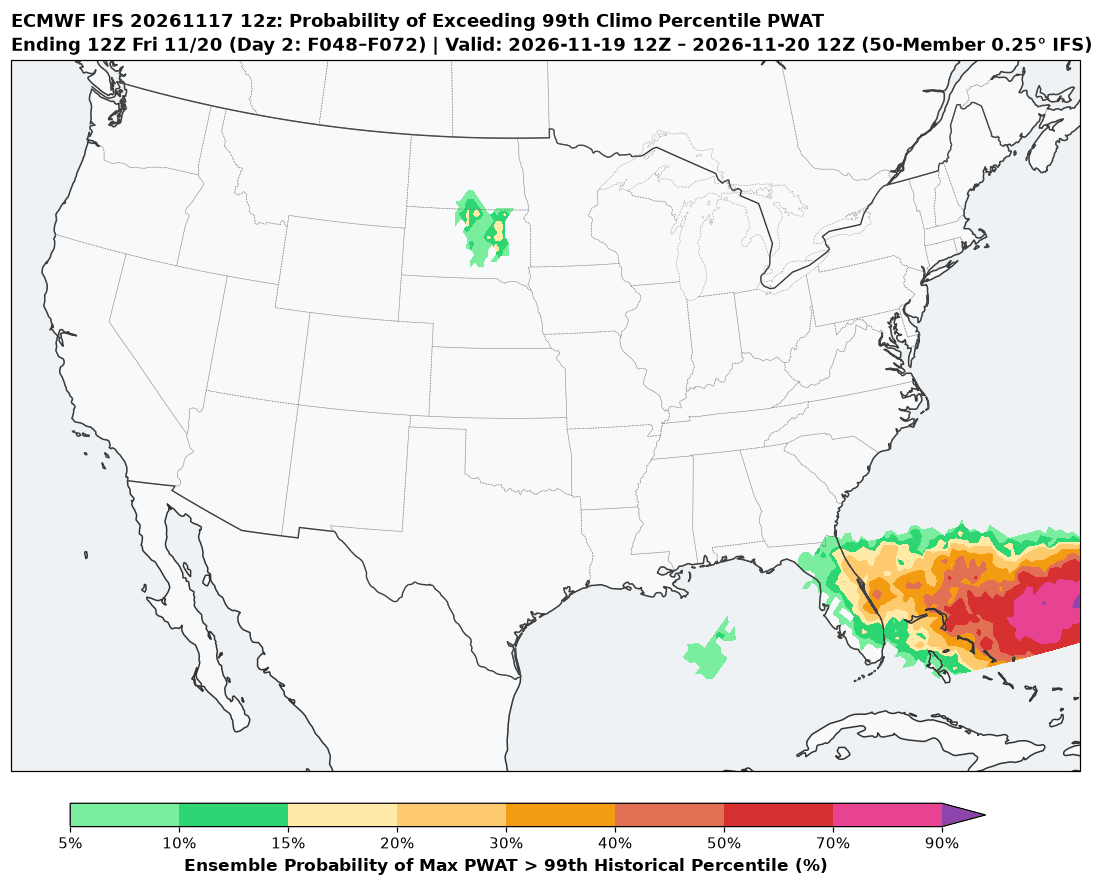 ECMWF IFS 20261117 12z: Probability of Exceeding 99th Climo Percentile PWAT
Ending 12Z Fri 11/20 (Day 2: F048–F072) | Valid: 2026-11-19 12Z – 2026-11-20 12Z (50-Member 0.25° IFS)
5% 10% 15% 20% 30% 40% 50% 70% 90%
Ensemble Probability of Max PWAT > 99th Historical Percentile (%)